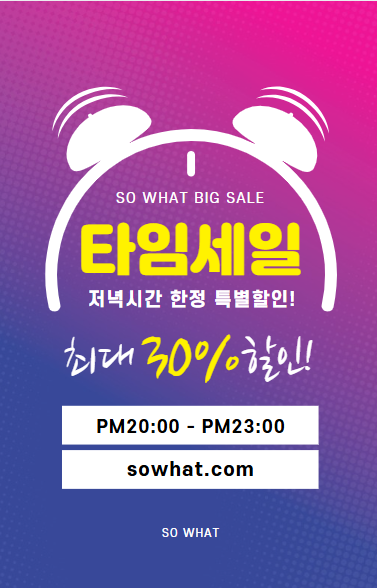 SO WHAT BIG SALE
타임세일
저녁시간 한정 특별할인!
최대 30% 할인!
PM20:00 - PM23:00
sowhat.com
SO WHAT